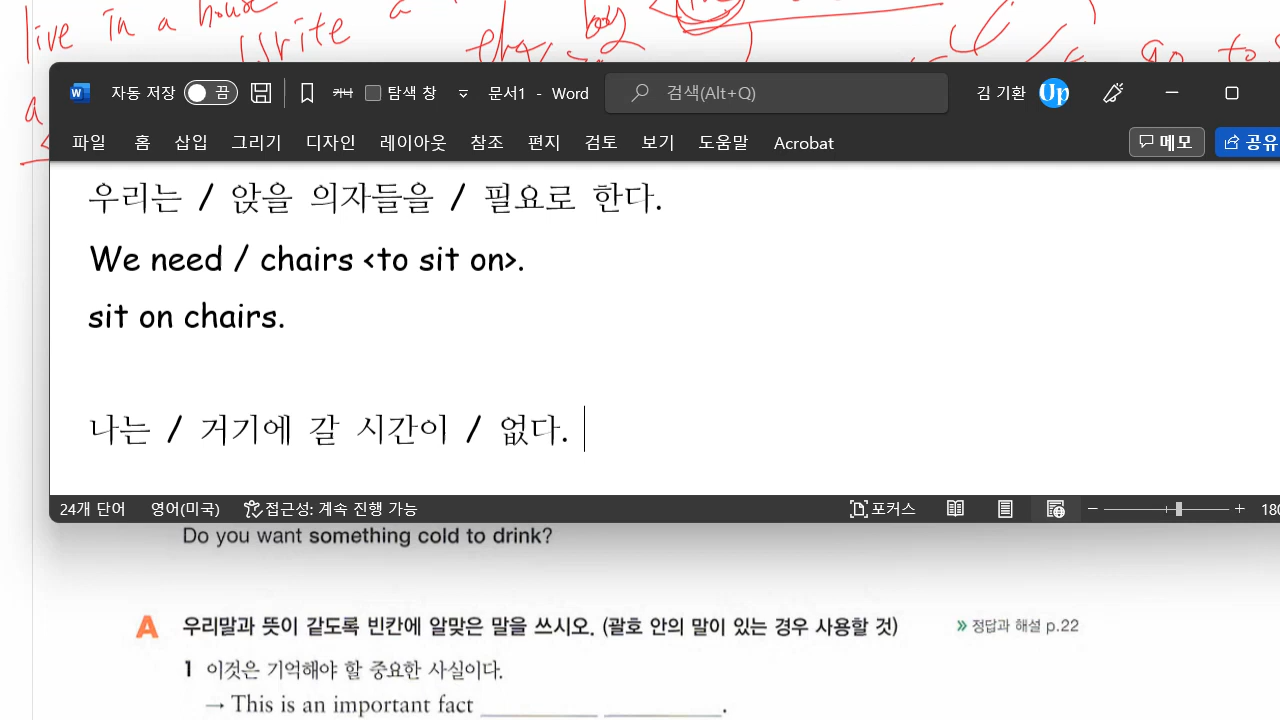 live in a house
write a
body
go to
a
자동 저장 끔 탐색 창 문서1 - Word 검색(Alt+Q) 김 기환 Up
파일 홈 삽입 그리기 디자인 레이아웃 참조 편지 검토 보기 도움말 Acrobat 메모 공유
우리는 / 앉을 의자들을 / 필요로 한다.
We need / chairs <to sit on>.
sit on chairs.
나는 / 거기에 갈 시간이 / 없다.
24개 단어 영어(미국) 접근성: 계속 진행 가능 포커스 180
Do you want something cold to drink?
A 우리말과 뜻이 같도록 빈칸에 알맞은 말을 쓰시오. (괄호 안의 말이 있는 경우 사용할 것) » 정답과 해설 p.22
1 이것은 기억해야 할 중요한 사실이다.
→ This is an important fact ________ ________.